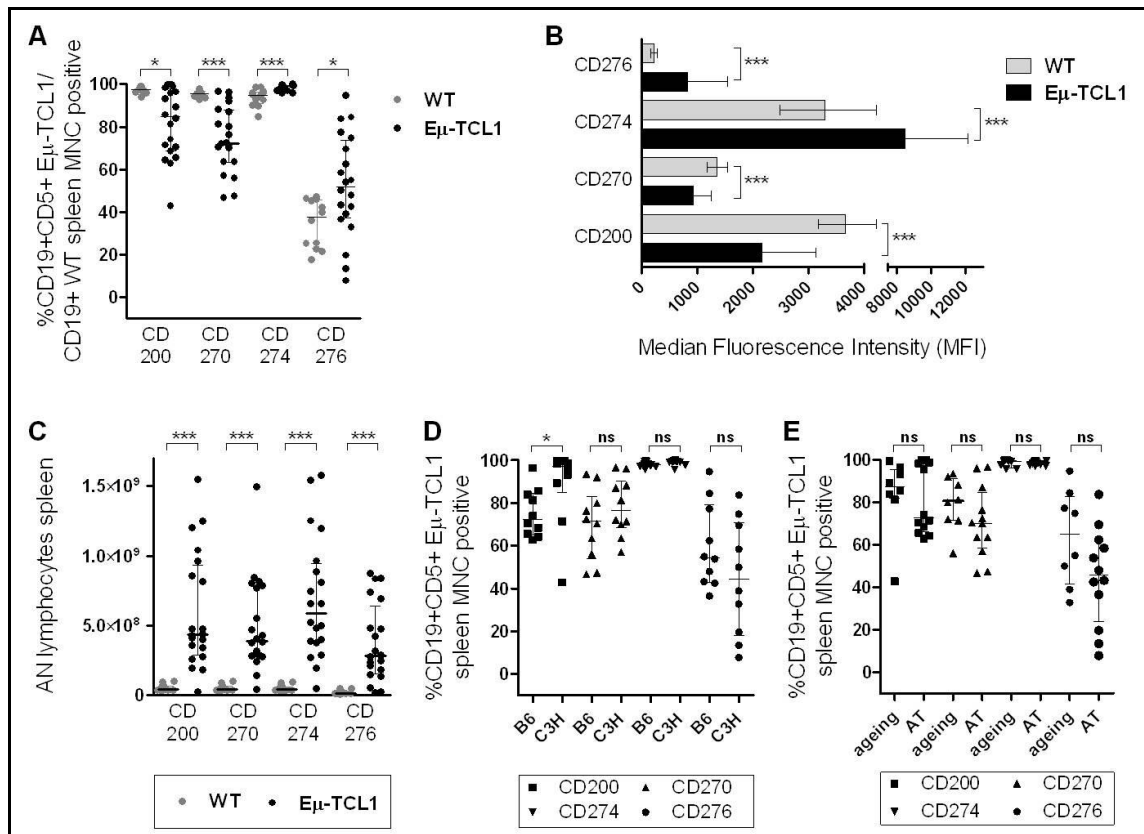 A
* *** *** *
%CD19+CD5+ Eμ-TCL1/
CD19+ WT spleen MNC positive
100
80
60
40
20
0
CD CD CD CD
200 270 274 276
WT
Eμ-TCL1
B
CD276
CD274
CD270
CD200
***
***
***
***
WT
Eμ-TCL1
0 1000 2000 3000 4000 8000 12000
Median Fluorescence Intensity (MFI)
C
*** *** *** ***
AN lymphocytes spleen
1.5×10⁹
1.0×10⁹
5.0×10⁸
0
CD CD CD CD
200 270 274 276
WT Eμ-TCL1
D
* ns ns ns
%CD19+CD5+ Eμ-TCL1
spleen MNC positive
100
80
60
40
20
0
B6 C3H B6 C3H B6 C3H B6 C3H
CD200 CD270
CD274 CD276
E
ns ns ns ns
%CD19+CD5+ Eμ-TCL1
spleen MNC positive
100
80
60
40
20
0
ageing AT ageing AT ageing AT ageing AT
CD200 CD270
CD274 CD276